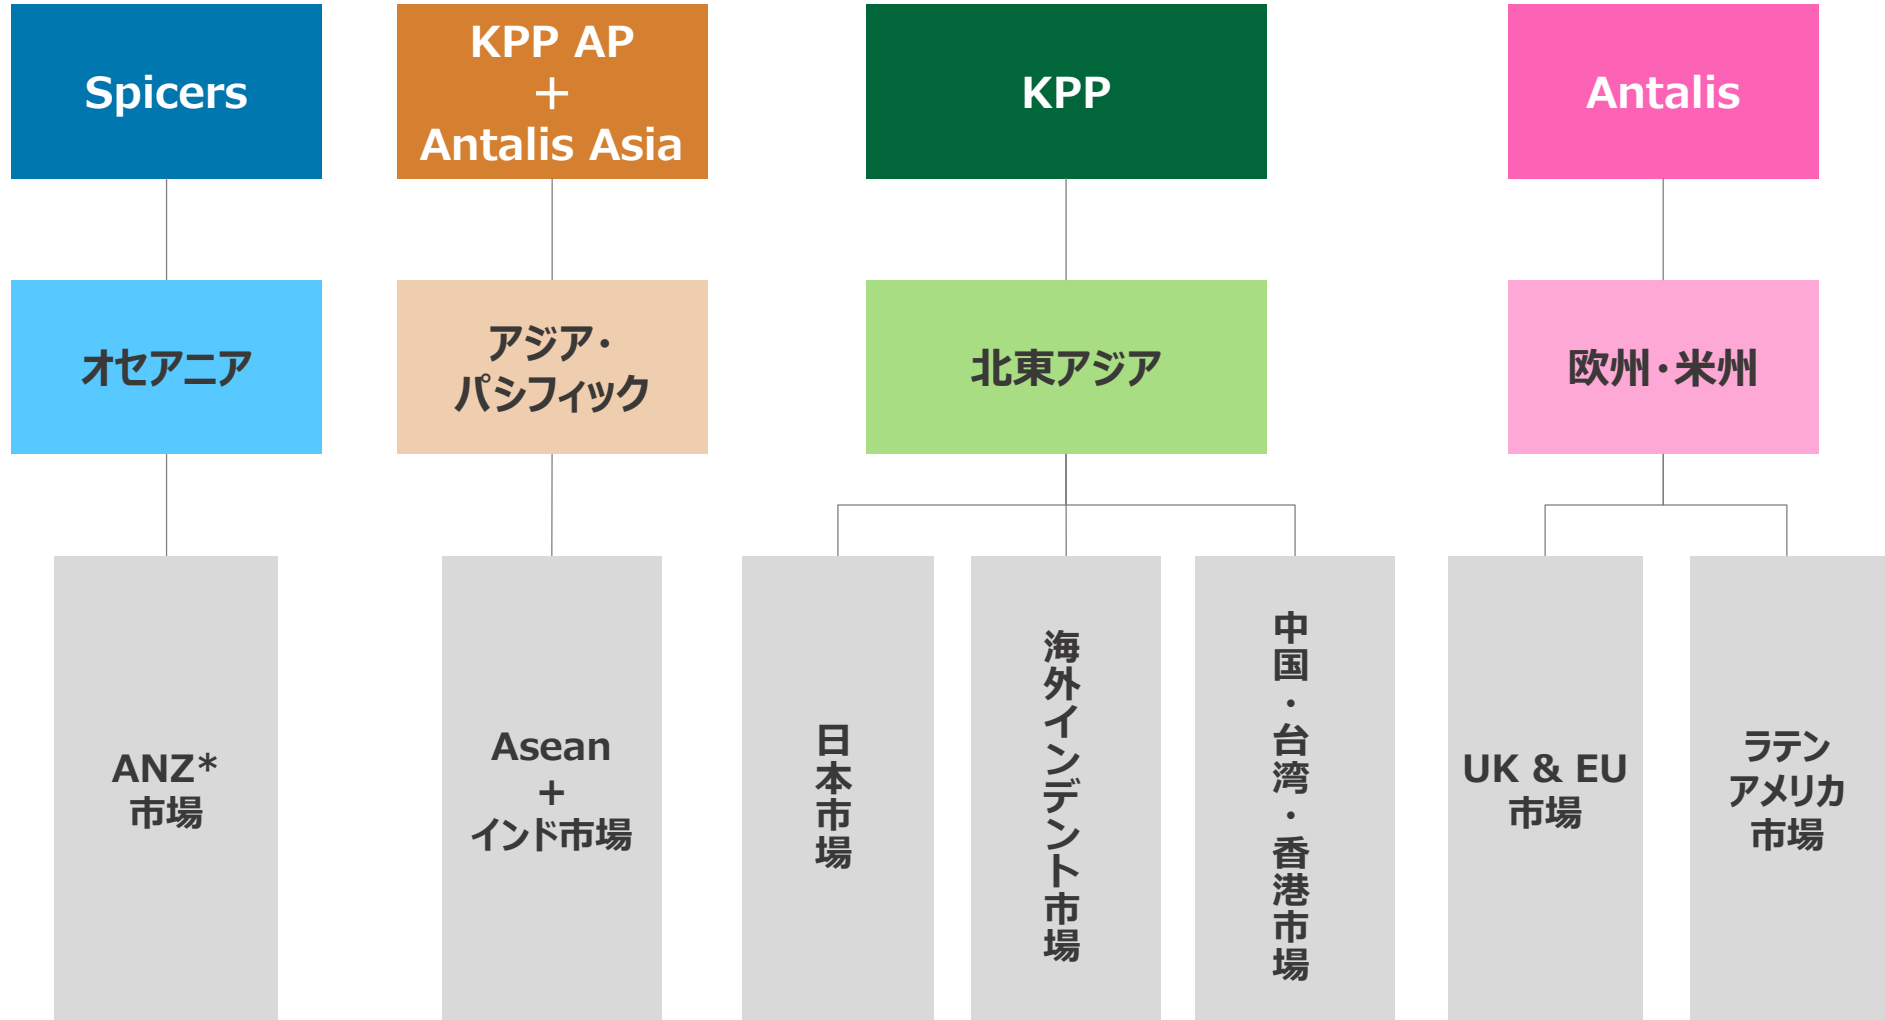 Spicers
KPP AP
+
Antalis Asia
KPP
Antalis
オセアニア
アジア・
パシフィック
北東アジア
欧州・米州
ANZ*
市場
Asean
+
インド市場
日本市場
海外インデント市場
中国・台湾・香港市場
UK & EU
市場
ラテン
アメリカ
市場